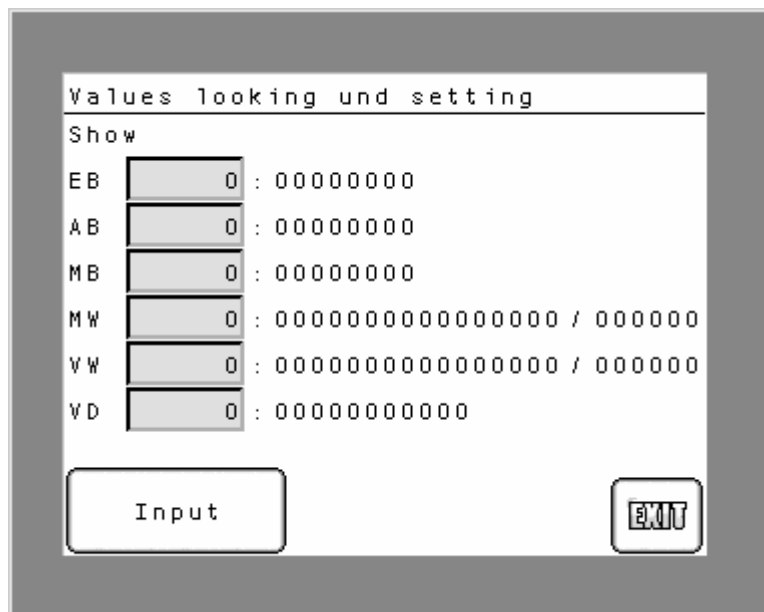 Values looking und setting
Show
EB 0 : 00000000
AB 0 : 00000000
MB 0 : 00000000
MW 0 : 0000000000000000 / 000000
VW 0 : 0000000000000000 / 000000
VD 0 : 00000000000
Input EXIT